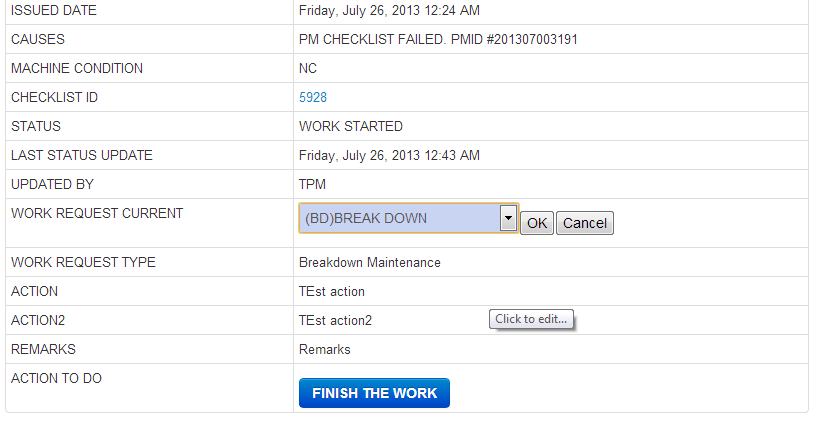 ISSUED DATE Friday, July 26, 2013 12:24 AM
CAUSES PM CHECKLIST FAILED. PMID #201307003191
MACHINE CONDITION NC
CHECKLIST ID 5928
STATUS WORK STARTED
LAST STATUS UPDATE Friday, July 26, 2013 12:43 AM
UPDATED BY TPM
WORK REQUEST CURRENT (BD)BREAK DOWN OK Cancel
WORK REQUEST TYPE Breakdown Maintenance
ACTION TEst action
ACTION2 TEst action2 Click to edit...
REMARKS Remarks
ACTION TO DO FINISH THE WORK